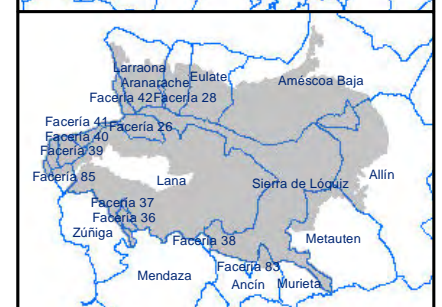 Larraona
Aranarache
Eulate
Améscoa Baja
Facería 42
Facería 28
Facería 41
Facería 26
Facería 40
Facería 39
Facería 85
Lana
Sierra de Lóquiz
Allín
Facería 37
Facería 36
Zúñiga
Facería 38
Metauten
Facería 83
Mendaza
Ancín
Murieta